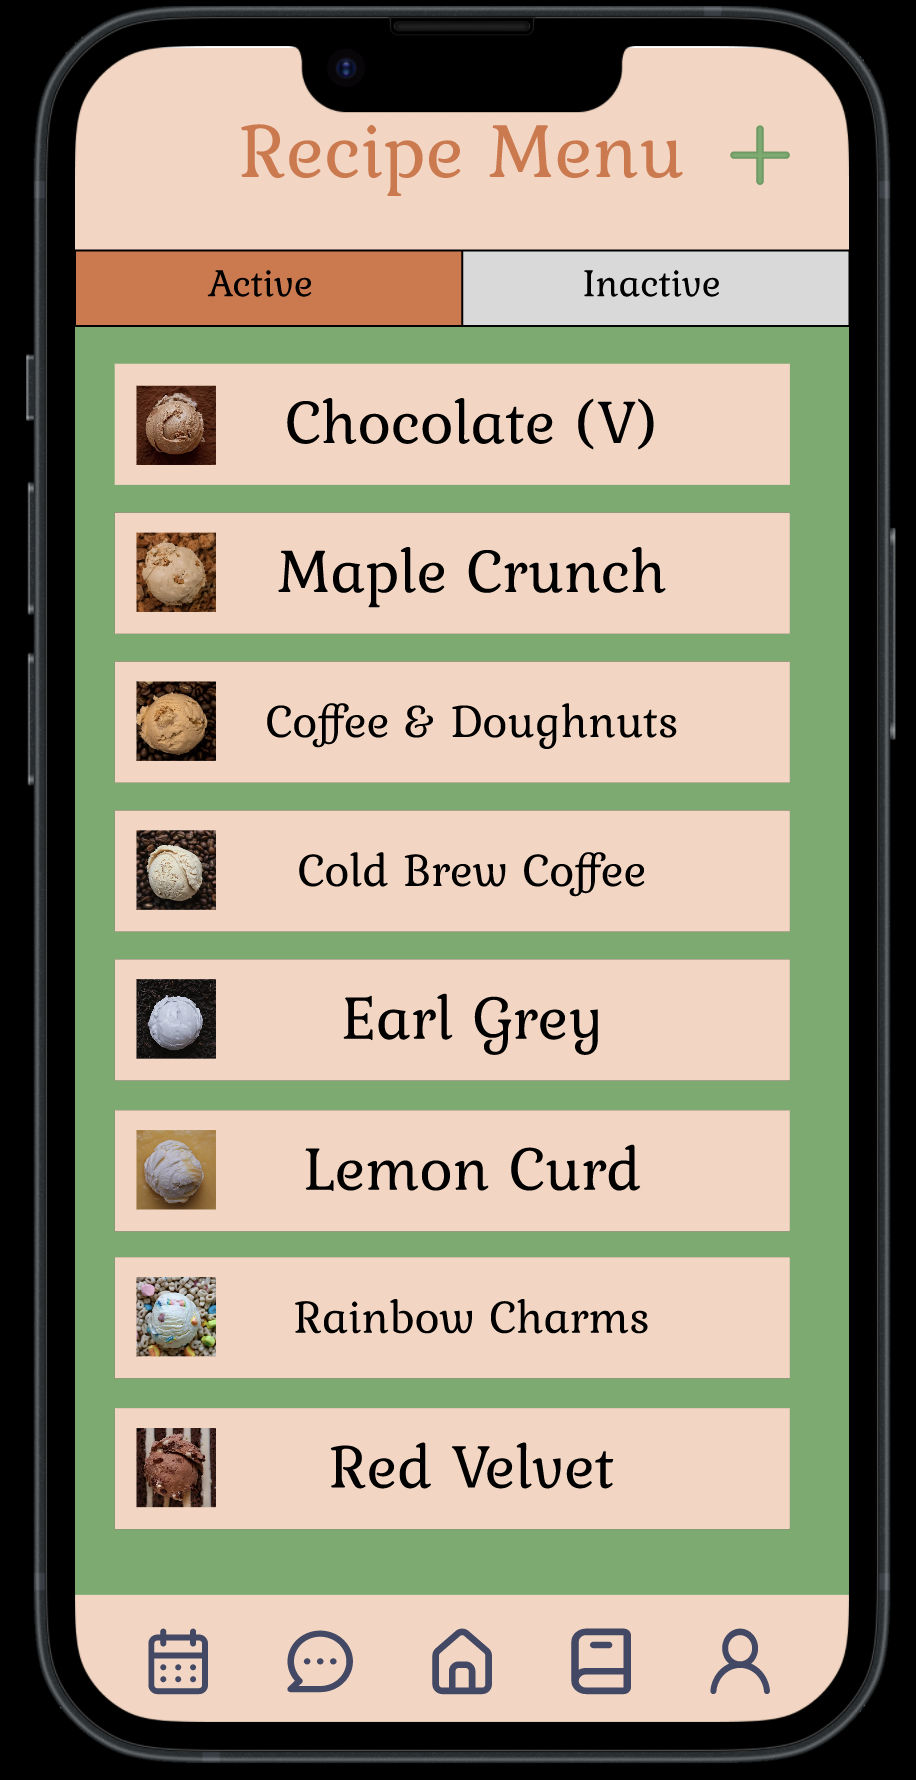 Recipe Menu
Active
Inactive
Chocolate (V)
Maple Crunch
Coffee & Doughnuts
Cold Brew Coffee
Earl Grey
Lemon Curd
Rainbow Charms
Red Velvet